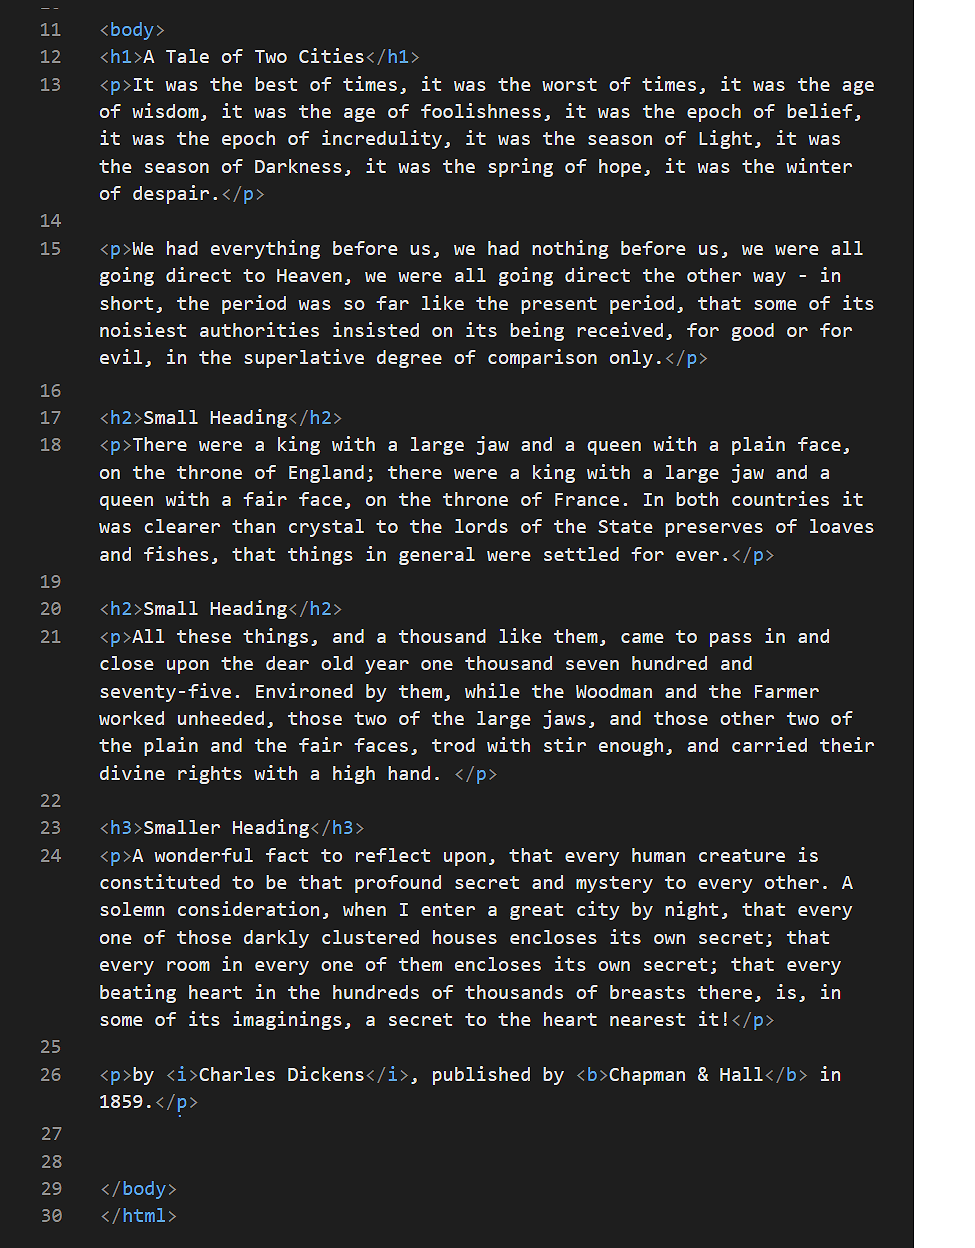 11 <body>
12 <h1>A Tale of Two Cities</h1>
13 <p>It was the best of times, it was the worst of times, it was the age
of wisdom, it was the age of foolishness, it was the epoch of belief,
it was the epoch of incredulity, it was the season of Light, it was
the season of Darkness, it was the spring of hope, it was the winter
of despair.</p>
14
15 <p>We had everything before us, we had nothing before us, we were all
going direct to Heaven, we were all going direct the other way - in
short, the period was so far like the present period, that some of its
noisiest authorities insisted on its being received, for good or for
evil, in the superlative degree of comparison only.</p>
16
17 <h2>Small Heading</h2>
18 <p>There were a king with a large jaw and a queen with a plain face,
on the throne of England; there were a king with a large jaw and a
queen with a fair face, on the throne of France. In both countries it
was clearer than crystal to the lords of the State preserves of loaves
and fishes, that things in general were settled for ever.</p>
19
20 <h2>Small Heading</h2>
21 <p>All these things, and a thousand like them, came to pass in and
close upon the dear old year one thousand seven hundred and
seventy-five. Environed by them, while the Woodman and the Farmer
worked unheeded, those two of the large jaws, and those other two of
the plain and the fair faces, trod with stir enough, and carried their
divine rights with a high hand. </p>
22
23 <h3>Smaller Heading</h3>
24 <p>A wonderful fact to reflect upon, that every human creature is
constituted to be that profound secret and mystery to every other. A
solemn consideration, when I enter a great city by night, that every
one of those darkly clustered houses encloses its own secret; that
every room in every one of them encloses its own secret; that every
beating heart in the hundreds of thousands of breasts there, is, in
some of its imaginings, a secret to the heart nearest it!</p>
25
26 <p>by <i>Charles Dickens</i>, published by <b>Chapman & Hall</b> in
1859.</p>
27
28
29 </body>
30 </html>